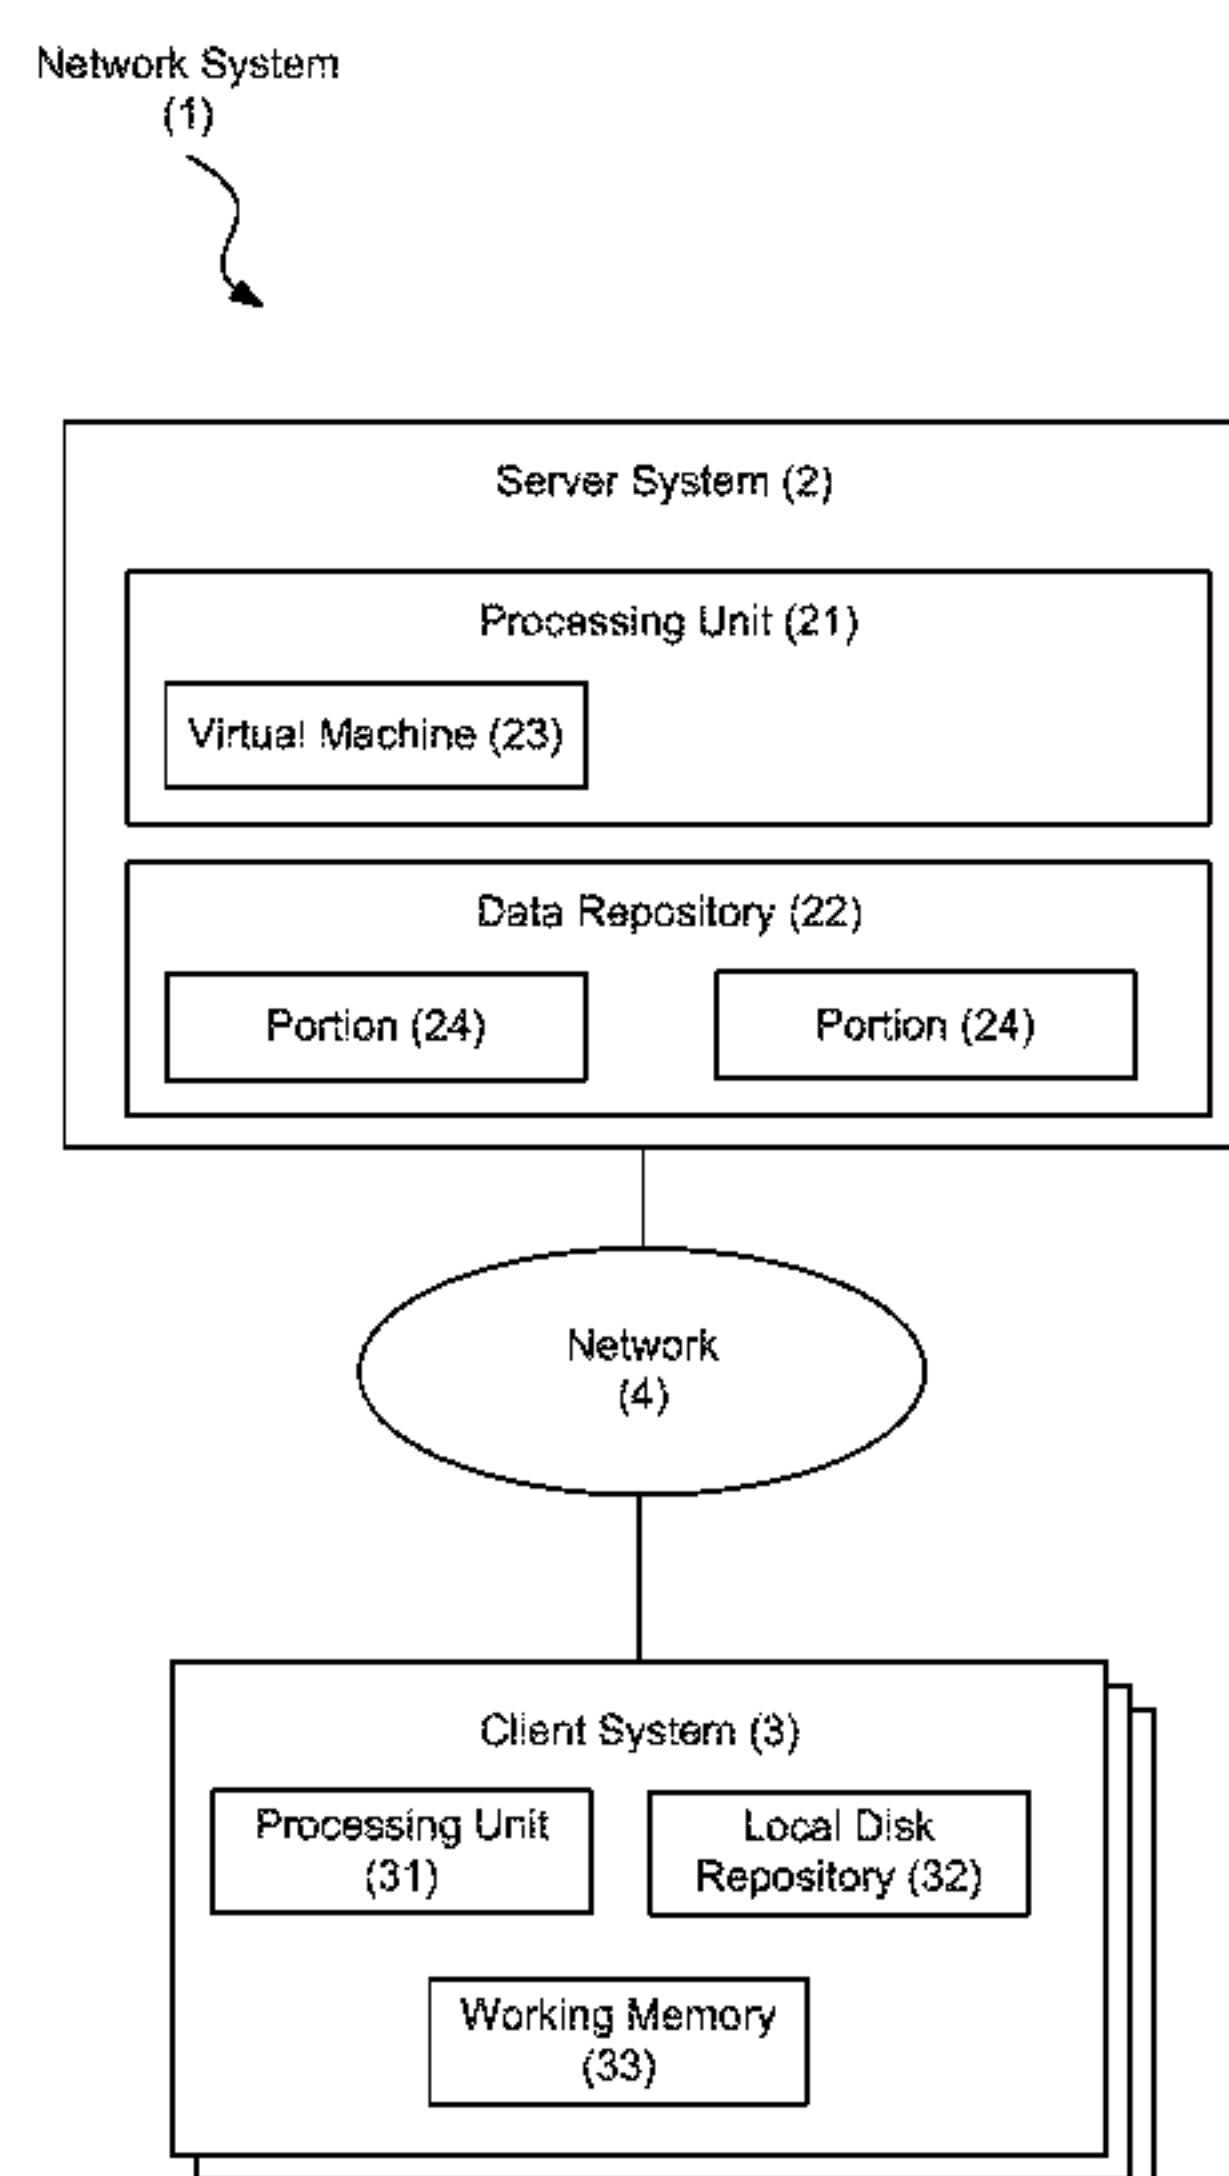 Network System
(1)
Server System (2)
Processing Unit (21)
Virtual Machine (23)
Data Repository (22)
Portion (24)
Portion (24)
Network
(4)
Client System (3)
Processing Unit
(31)
Local Disk
Repository (32)
Working Memory
(33)